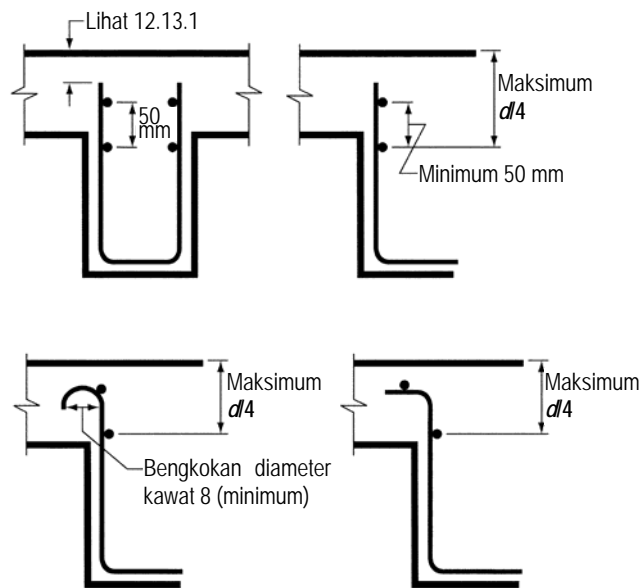 Lihat 12.13.1
50
mm
Maksimum
d/4
Minimum 50 mm
Maksimum
d/4
Bengkokan diameter
kawat 8 (minimum)
Maksimum
d/4